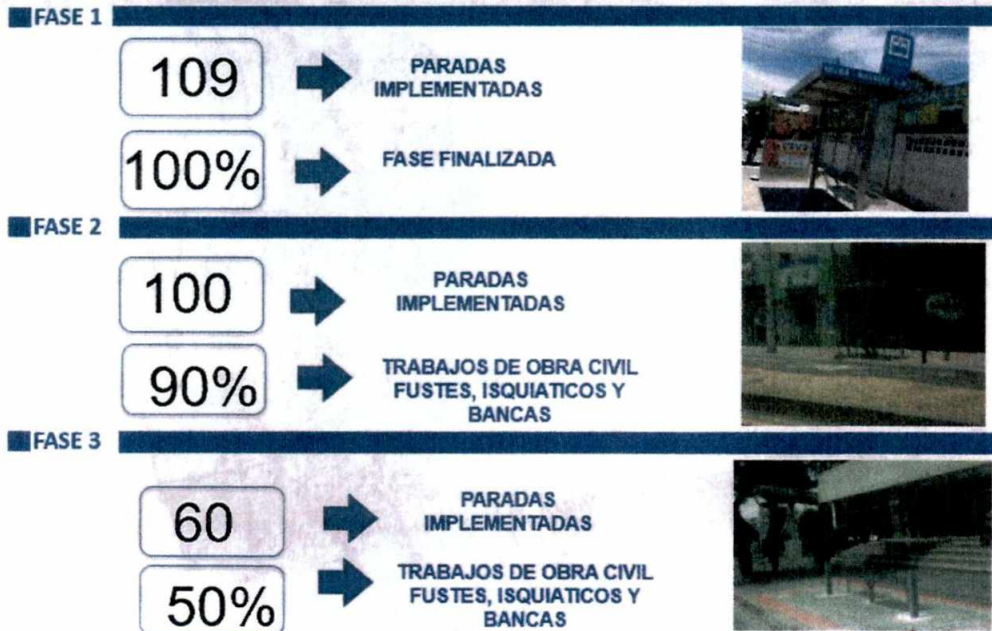 FASE 1
109
PARADAS
IMPLEMENTADAS
100%
FASE FINALIZADA
FASE 2
100
PARADAS
IMPLEMENTADAS
90%
TRABAJOS DE OBRA CIVIL
FUSTES, ISQUIATICOS Y
BANCAS
FASE 3
60
PARADAS
IMPLEMENTADAS
50%
TRABAJOS DE OBRA CIVIL
FUSTES, ISQUIATICOS Y
BANCAS